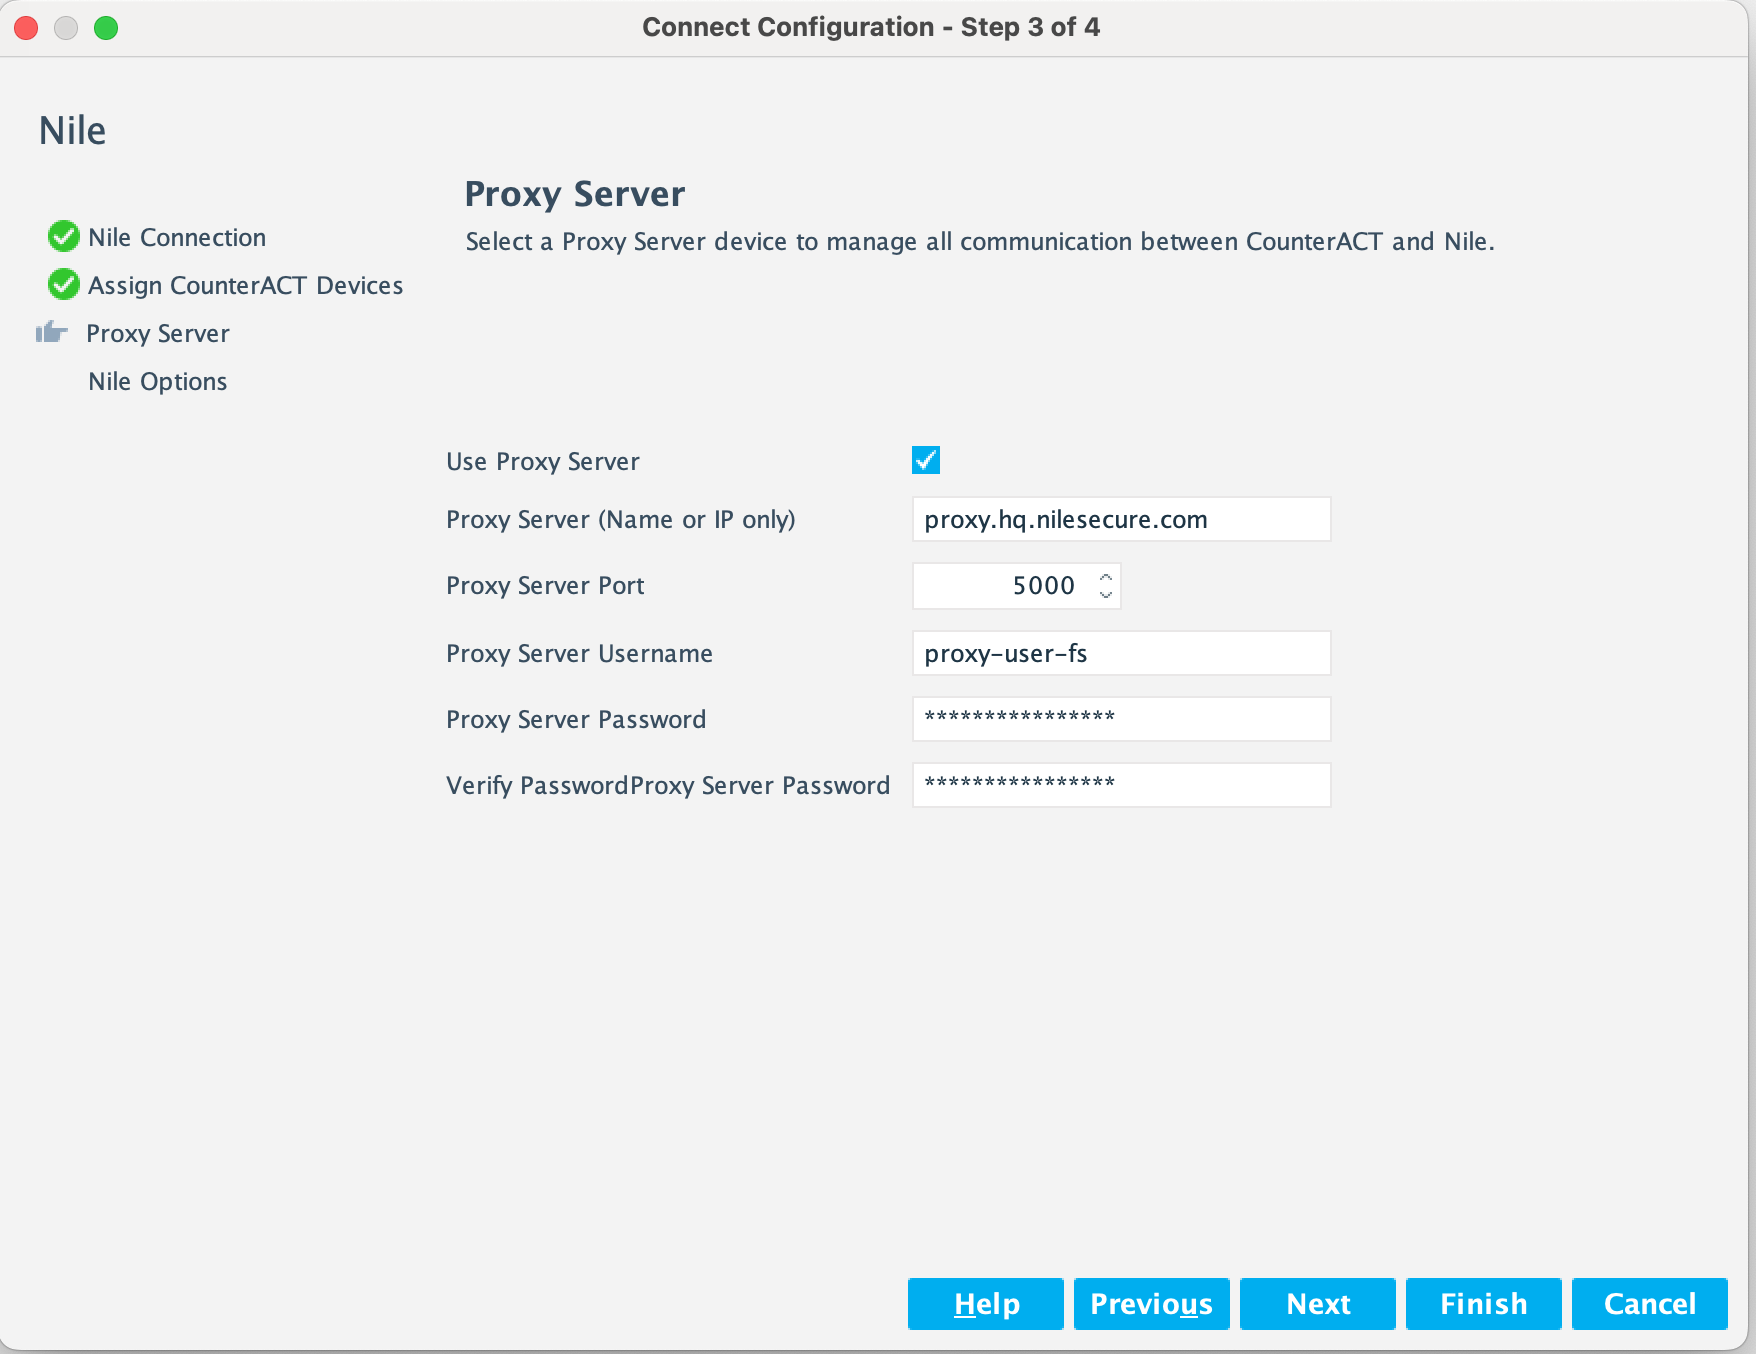 Connect Configuration - Step 3 of 4
Nile
Nile Connection
Assign CounterACT Devices
Proxy Server
Nile Options
Proxy Server
Select a Proxy Server device to manage all communication between CounterACT and Nile.
Use Proxy Server
Proxy Server (Name or IP only) proxy.hq.nilesecure.com
Proxy Server Port 5000
Proxy Server Username proxy-user-fs
Proxy Server Password ****************
Verify PasswordProxy Server Password ****************
Help Previous Next Finish Cancel